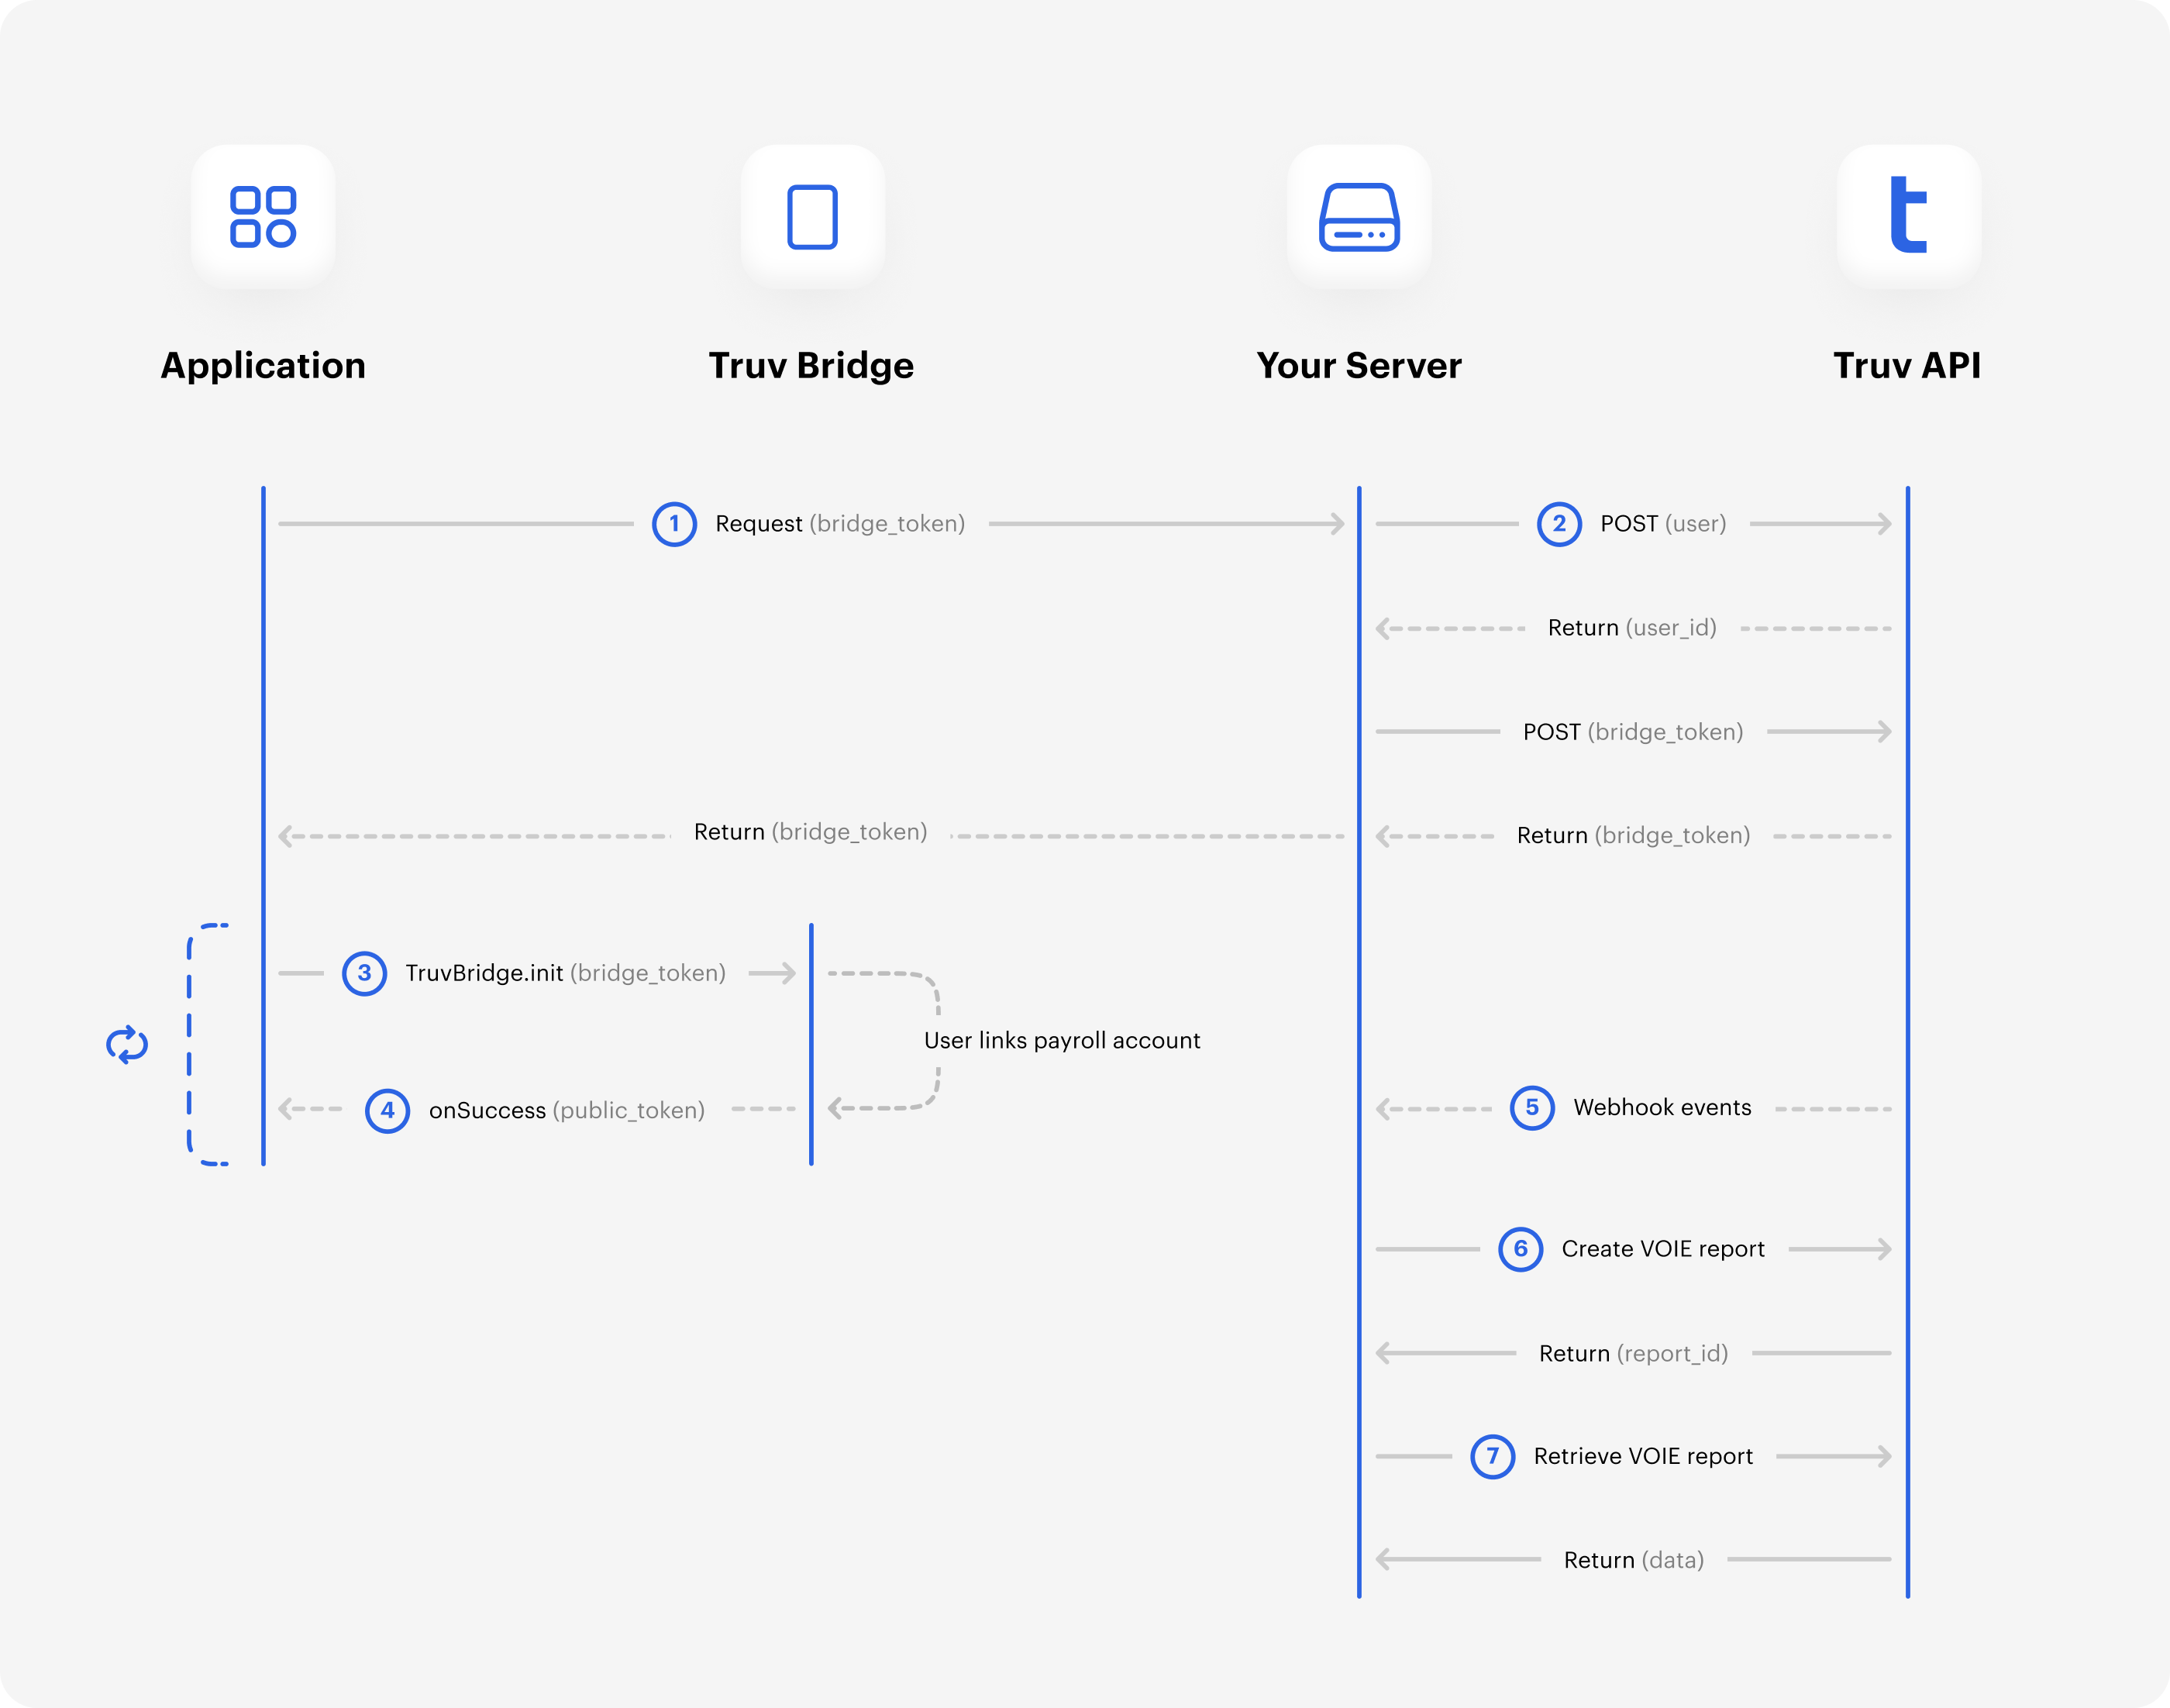 Application
Truv Bridge
Your Server
Truv API
1 Request (bridge_token)
2 POST (user)
Return (user_id)
POST (bridge_token)
Return (bridge_token)
Return (bridge_token)
3 TruvBridge.init (bridge_token)
User links payroll account
4 onSuccess (public_token)
5 Webhook events
6 Create VOIE report
Return (report_id)
7 Retrieve VOIE report
Return (data)